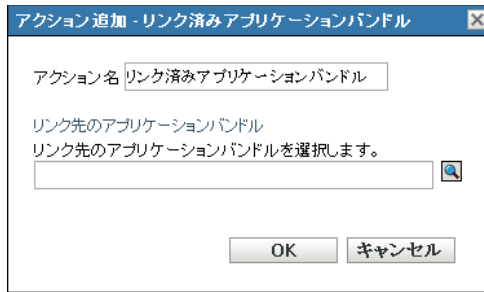 アクション追加 - リンク済みアプリケーションバンドル
アクション名 リンク済みアプリケーションバンドル
リンク先のアプリケーションバンドル
リンク先のアプリケーションバンドルを選択します。
OK キャンセル